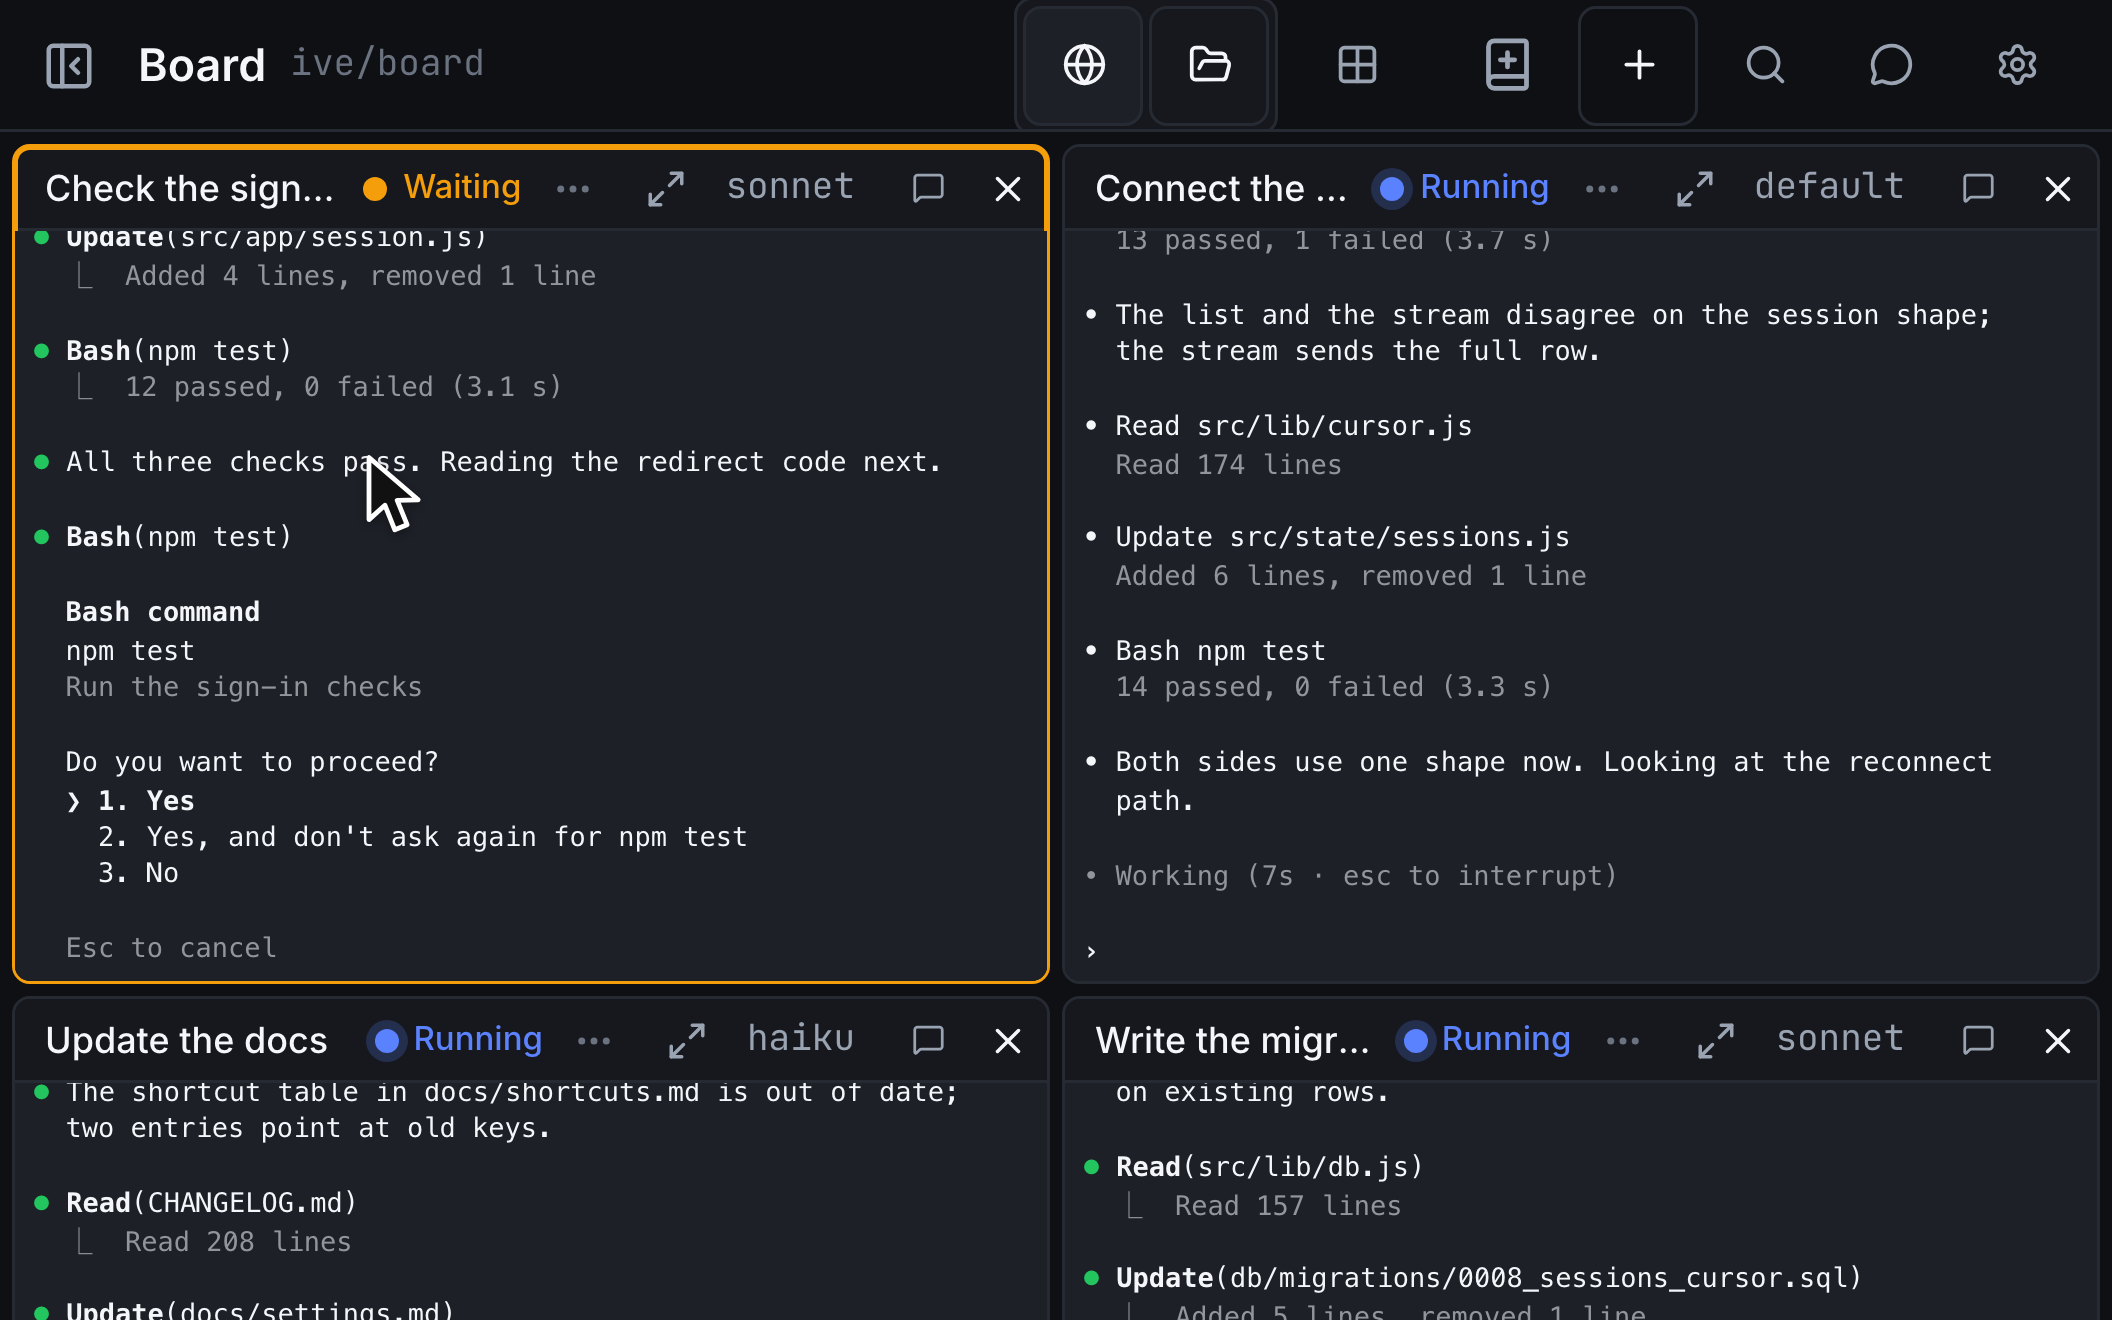 Board ive/board
Check the sign... Waiting ... sonnet
Update(src/app/session.js)
Added 4 lines, removed 1 line
Bash(npm test)
12 passed, 0 failed (3.1 s)
All three checks pass. Reading the redirect code next.
Bash(npm test)
Bash command
npm test
Run the sign-in checks
Do you want to proceed?
❯ 1. Yes
2. Yes, and don't ask again for npm test
3. No
Esc to cancel
Connect the ... Running ... default
13 passed, 1 failed (3.7 s)
• The list and the stream disagree on the session shape;
the stream sends the full row.
• Read src/lib/cursor.js
Read 174 lines
• Update src/state/sessions.js
Added 6 lines, removed 1 line
• Bash npm test
14 passed, 0 failed (3.3 s)
• Both sides use one shape now. Looking at the reconnect
path.
• Working (7s · esc to interrupt)
›
Update the docs Running ... haiku
The shortcut table in docs/shortcuts.md is out of date;
two entries point at old keys.
Read(CHANGELOG.md)
Read 208 lines
Update(docs/settings.md)
Write the migr... Running ... sonnet
on existing rows.
Read(src/lib/db.js)
Read 157 lines
Update(db/migrations/0008_sessions_cursor.sql)
Added 5 lines, removed 1 line